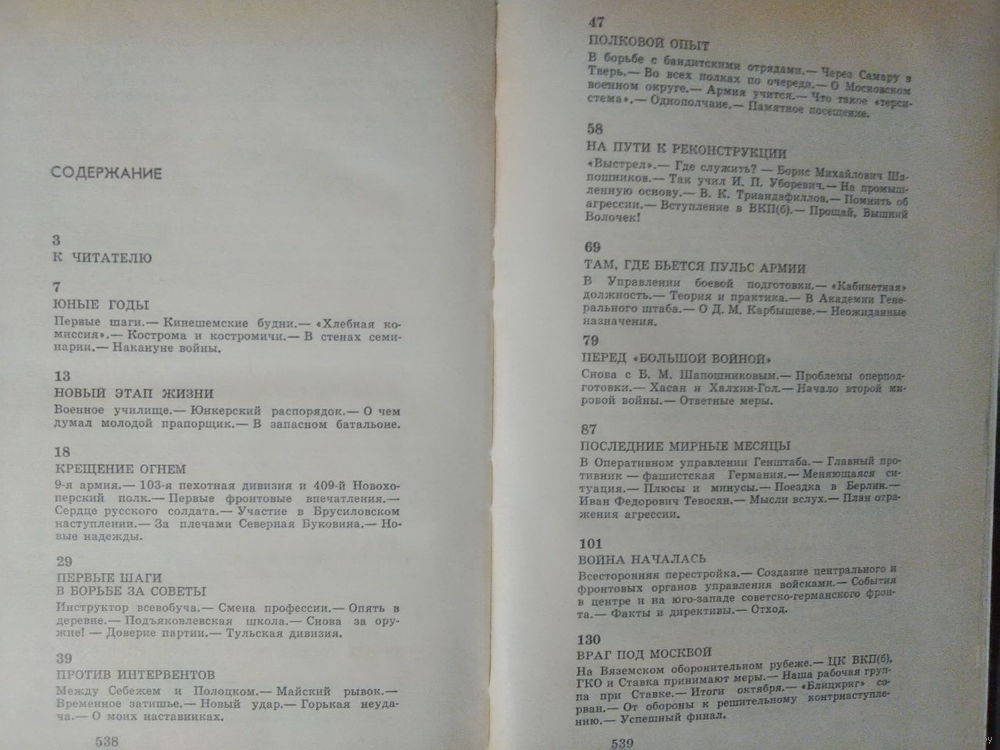 СОДЕРЖАНИЕ
3
К ЧИТАТЕЛЮ
7
ЮНЫЕ ГОДЫ
Первые шаги.— Кинешемские будни.— «Хлебная ко-
миссия».— Кострома и костромичи.— В стенах семи-
нарии.— Накануне войны.
13
НОВЫЙ ЭТАП ЖИЗНИ
Военное училище.— Юнкерский распорядок.— О чем
думал молодой прапорщик.— В запасном батальоне.
18
КРЕЩЕНИЕ ОГНЕМ
9-я армия.— 103-я пехотная дивизия и 409-й Новохо-
перский полк.— Первые фронтовые впечатления.—
Сердце русского солдата.— Участие в Брусиловском
наступлении.— За плечами Северная Буковина.— Но-
вые надежды.
29
ПЕРВЫЕ ШАГИ
В БОРЬБЕ ЗА СОВЕТЫ
Инструктор всевобуча.— Смена профессии.— Опять в
деревне.— Подъяковлевская школа.— Снова за ору-
жие! — Доверие партии.— Тульская дивизия.
39
ПРОТИВ ИНТЕРВЕНТОВ
Между Себежем и Полоцком.— Майский рывок.—
Временное затишье.— Новый удар.— Горькая неуда-
ча.— О моих наставниках.
538
47
ПОЛКОВОЙ ОПЫТ
В борьбе с бандитскими отрядами.— Через Самару в
Тверь.— Во всех полках по очереди.— О Московском
военном округе.— Армия учится.— Что такое «терси-
стема».— Однополчане.— Памятное посещение.
58
НА ПУТИ К РЕКОНСТРУКЦИИ
«Выстрел».— Где служить? — Борис Михайлович Ша-
пошников.— Так учил И. П. Уборевич.— На промыш-
ленную основу.— В. К. Триандафиллов.— Помнить об
агрессии.— Вступление в ВКП(б).— Прощай, Вышний
Волочек!
69
ТАМ, ГДЕ БЬЕТСЯ ПУЛЬС АРМИИ
В Управлении боевой подготовки.— «Кабинетная»
должность.— Теория и практика.— В Академии Гене-
рального штаба.— О Д. М. Карбышеве.— Неожиданные
назначения.
79
ПЕРЕД «БОЛЬШОЙ ВОЙНОЙ»
Снова с Б. М. Шапошниковым.— Проблемы оперпод-
готовки.— Хасан и Халхин-Гол.— Начало второй ми-
ровой войны.— Ответные меры.
87
ПОСЛЕДНИЕ МИРНЫЕ МЕСЯЦЫ
В Оперативном управлении Генштаба.— Главный про-
тивник — фашистская Германия.— Меняющаяся си-
туация.— Плюсы и минусы.— Поездка в Берлин.—
Иван Федорович Тевосян.— Мысли вслух.— План отра-
жения агрессии.
101
ВОЙНА НАЧАЛАСЬ
Всесторонняя перестройка.— Создание центрального и
фронтовых органов управления войсками.— События
в центре и на юго-западе советско-германского фрон-
та.— Факты и директивы.— Отход.
130
ВРАГ ПОД МОСКВОЙ
На Вяземском оборонительном рубеже.— ЦК ВКП(б),
ГКО и Ставка принимают меры.— Наша рабочая груп-
па при Ставке.— Итоги октября.— «Блицкриг» со-
рван.— От обороны к решительному контрнаступле-
нию.— Успешный финал.
539